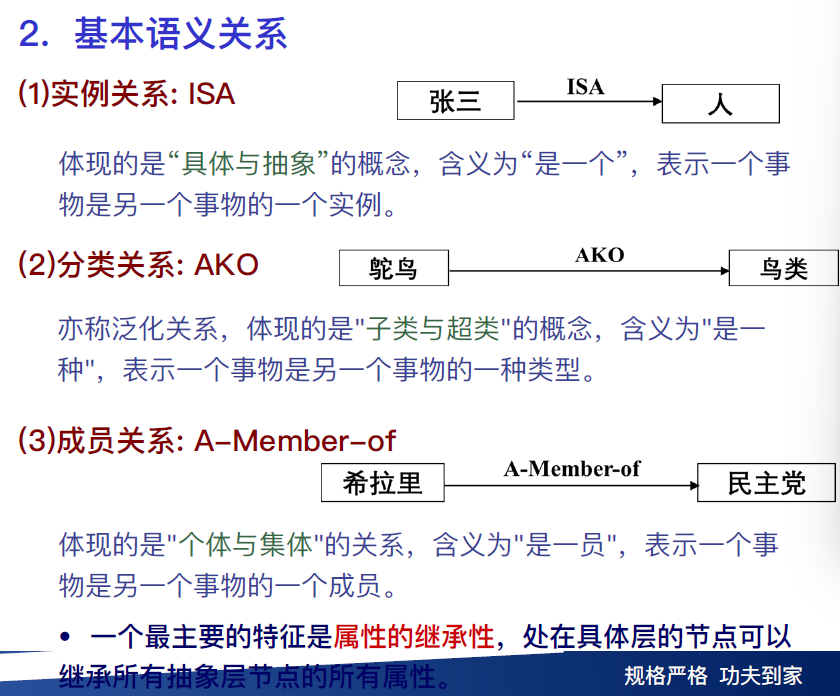 2. 基本语义关系
(1)实例关系: ISA
张三 ISA 人
体现的是“具体与抽象”的概念，含义为“是一个”，表示一个事
物是另一个事物的一个实例。
(2)分类关系: AKO
鸵鸟 AKO 鸟类
亦称泛化关系，体现的是"子类与超类"的概念，含义为"是一
种"，表示一个事物是另一个事物的一种类型。
(3)成员关系: A-Member-of
希拉里 A-Member-of 民主党
体现的是"个体与集体"的关系，含义为"是一员"，表示一个事
物是另一个事物的一个成员。
• 一个最主要的特征是属性的继承性，处在具体层的节点可以
继承所有抽象层节点的所有属性。
规格严格 功夫到家